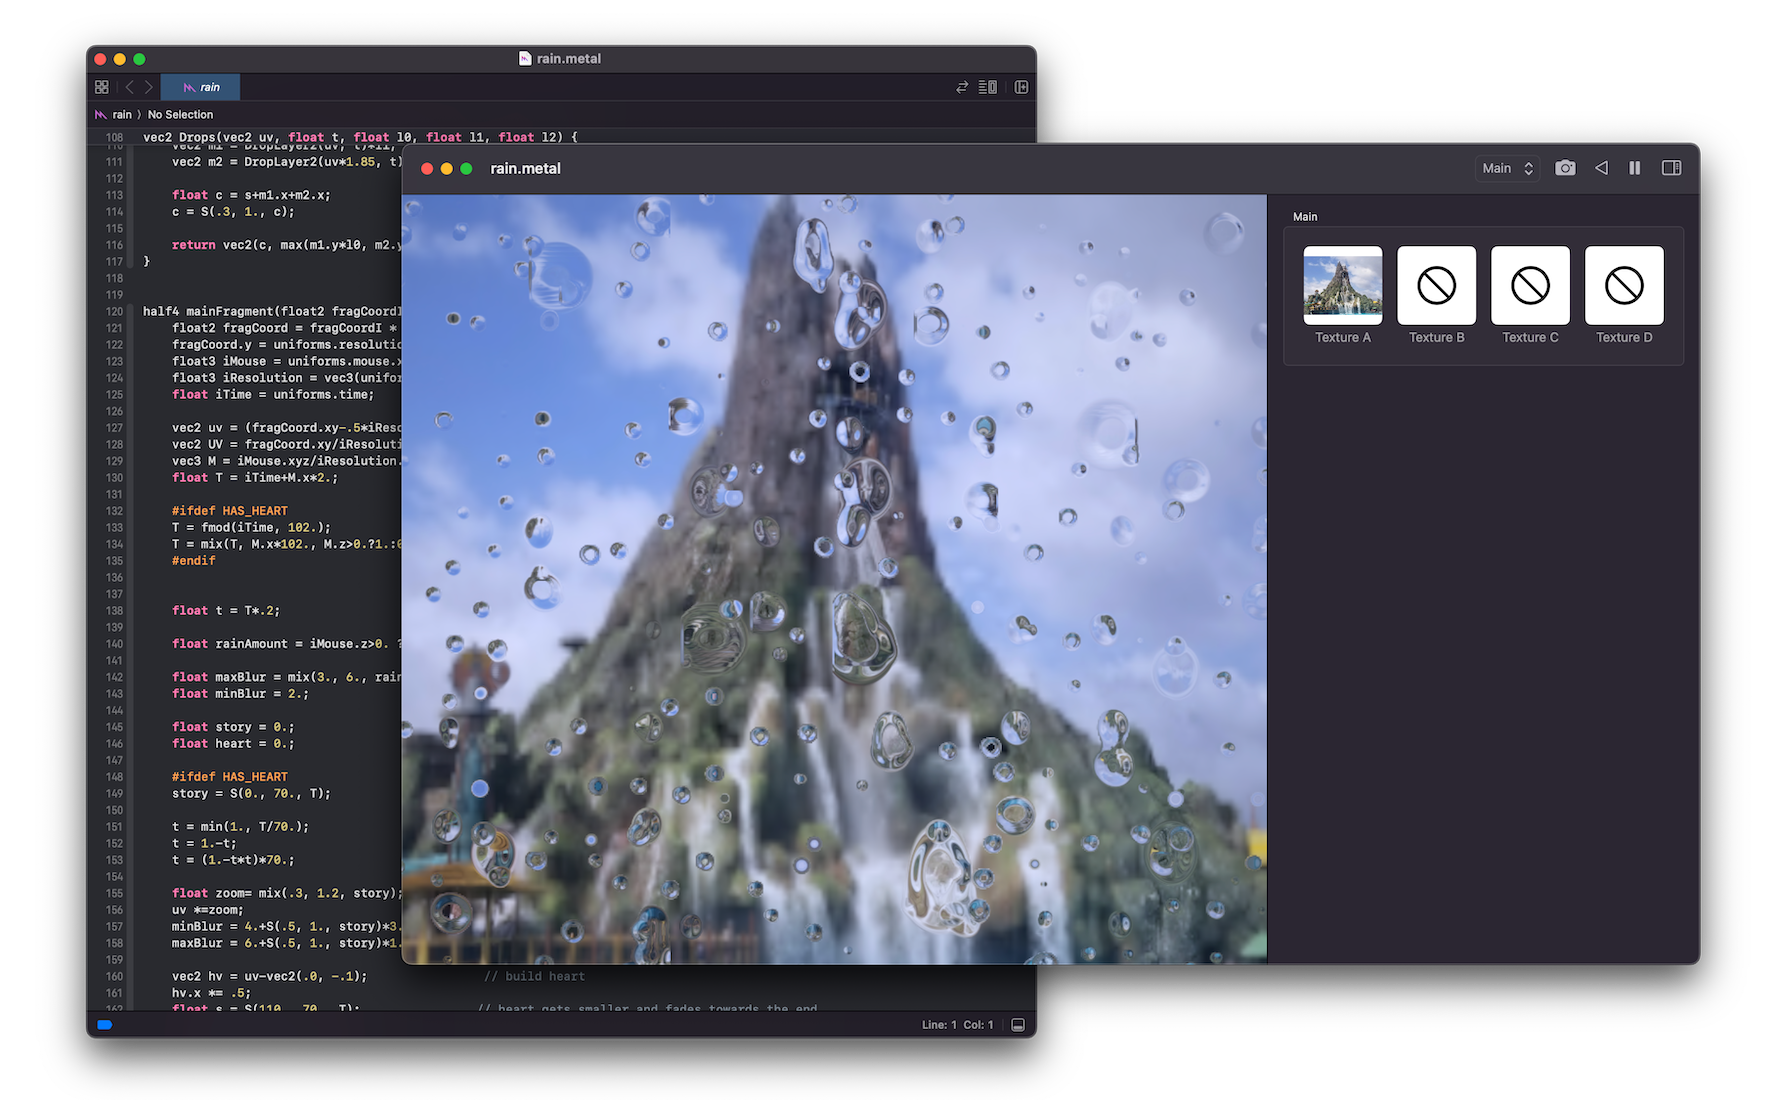 rain.metal
rain
rain
No Selection
108 vec2 Drops(vec2 uv, float t, float l0, float l1, float l2) {
110 vec2 m1 = DropLayer2(uv, t)*l1;
111 vec2 m2 = DropLayer2(uv*1.85, t)
112
113 float c = s+m1.x+m2.x;
114 c = S(.3, 1., c);
115
116 return vec2(c, max(m1.y*l0, m2.y
117 }
118
119
120 half4 mainFragment(float2 fragCoordI
121 float2 fragCoord = fragCoordI *
122 fragCoord.y = uniforms.resolutio
123 float3 iMouse = uniforms.mouse.x
124 float3 iResolution = vec3(unifor
125 float iTime = uniforms.time;
126
127 vec2 uv = (fragCoord.xy-.5*iReso
128 vec2 UV = fragCoord.xy/iResoluti
129 vec3 M = iMouse.xyz/iResolution.
130 float T = iTime+M.x*2.;
131
132 #ifdef HAS_HEART
133 T = fmod(iTime, 102.);
134 T = mix(T, M.x*102., M.z>0.?1.:0
135 #endif
136
137
138 float t = T*.2;
139
140 float rainAmount = iMouse.z>0. ?
141
142 float maxBlur = mix(3., 6., rain
143 float minBlur = 2.;
144
145 float story = 0.;
146 float heart = 0.;
147
148 #ifdef HAS_HEART
149 story = S(0., 70., T);
150
151 t = min(1., T/70.);
152 t = 1.-t;
153 t = (1.-t*t)*70.;
154
155 float zoom= mix(.3, 1.2, story);
156 uv *=zoom;
157 minBlur = 4.+S(.5, 1., story)*3.
158 maxBlur = 6.+S(.5, 1., story)*1.
159
160 vec2 hv = uv-vec2(.0, -.1); // build heart
161 hv.x *= .5;
162 float s = S(110., 70., T); // heart gets smaller and fades towards the end
Line: 1 Col: 1
rain.metal
Main
Main
Texture A
Texture B
Texture C
Texture D